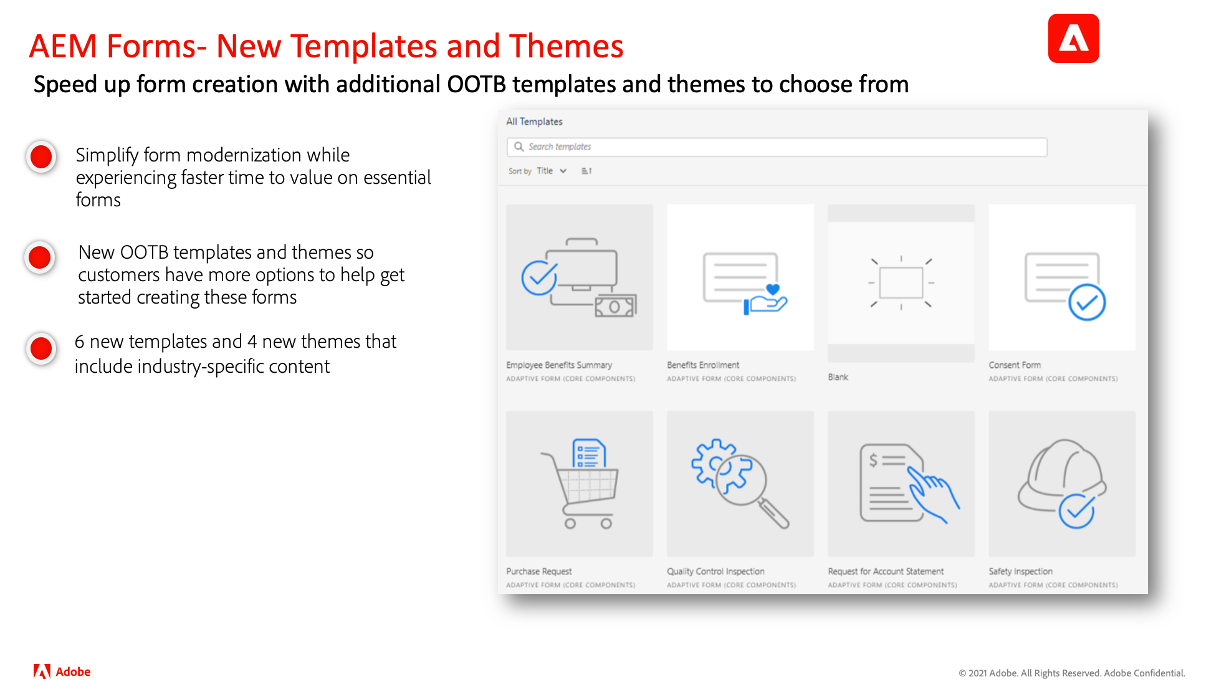 AEM Forms- New Templates and Themes
Speed up form creation with additional OOTB templates and themes to choose from
Simplify form modernization while
experiencing faster time to value on essential
forms
New OOTB templates and themes so
customers have more options to help get
started creating these forms
6 new templates and 4 new themes that
include industry-specific content
All Templates
Search templates
Sort by Title
Employee Benefits Summary
ADAPTIVE FORM (CORE COMPONENTS)
Benefits Enrollment
ADAPTIVE FORM (CORE COMPONENTS)
Blank
Consent Form
ADAPTIVE FORM (CORE COMPONENTS)
$
Purchase Request
ADAPTIVE FORM (CORE COMPONENTS)
Quality Control Inspection
ADAPTIVE FORM (CORE COMPONENTS)
Request for Account Statement
ADAPTIVE FORM (CORE COMPONENTS)
Safety Inspection
ADAPTIVE FORM (CORE COMPONENTS)
Adobe
© 2021 Adobe. All Rights Reserved. Adobe Confidential.